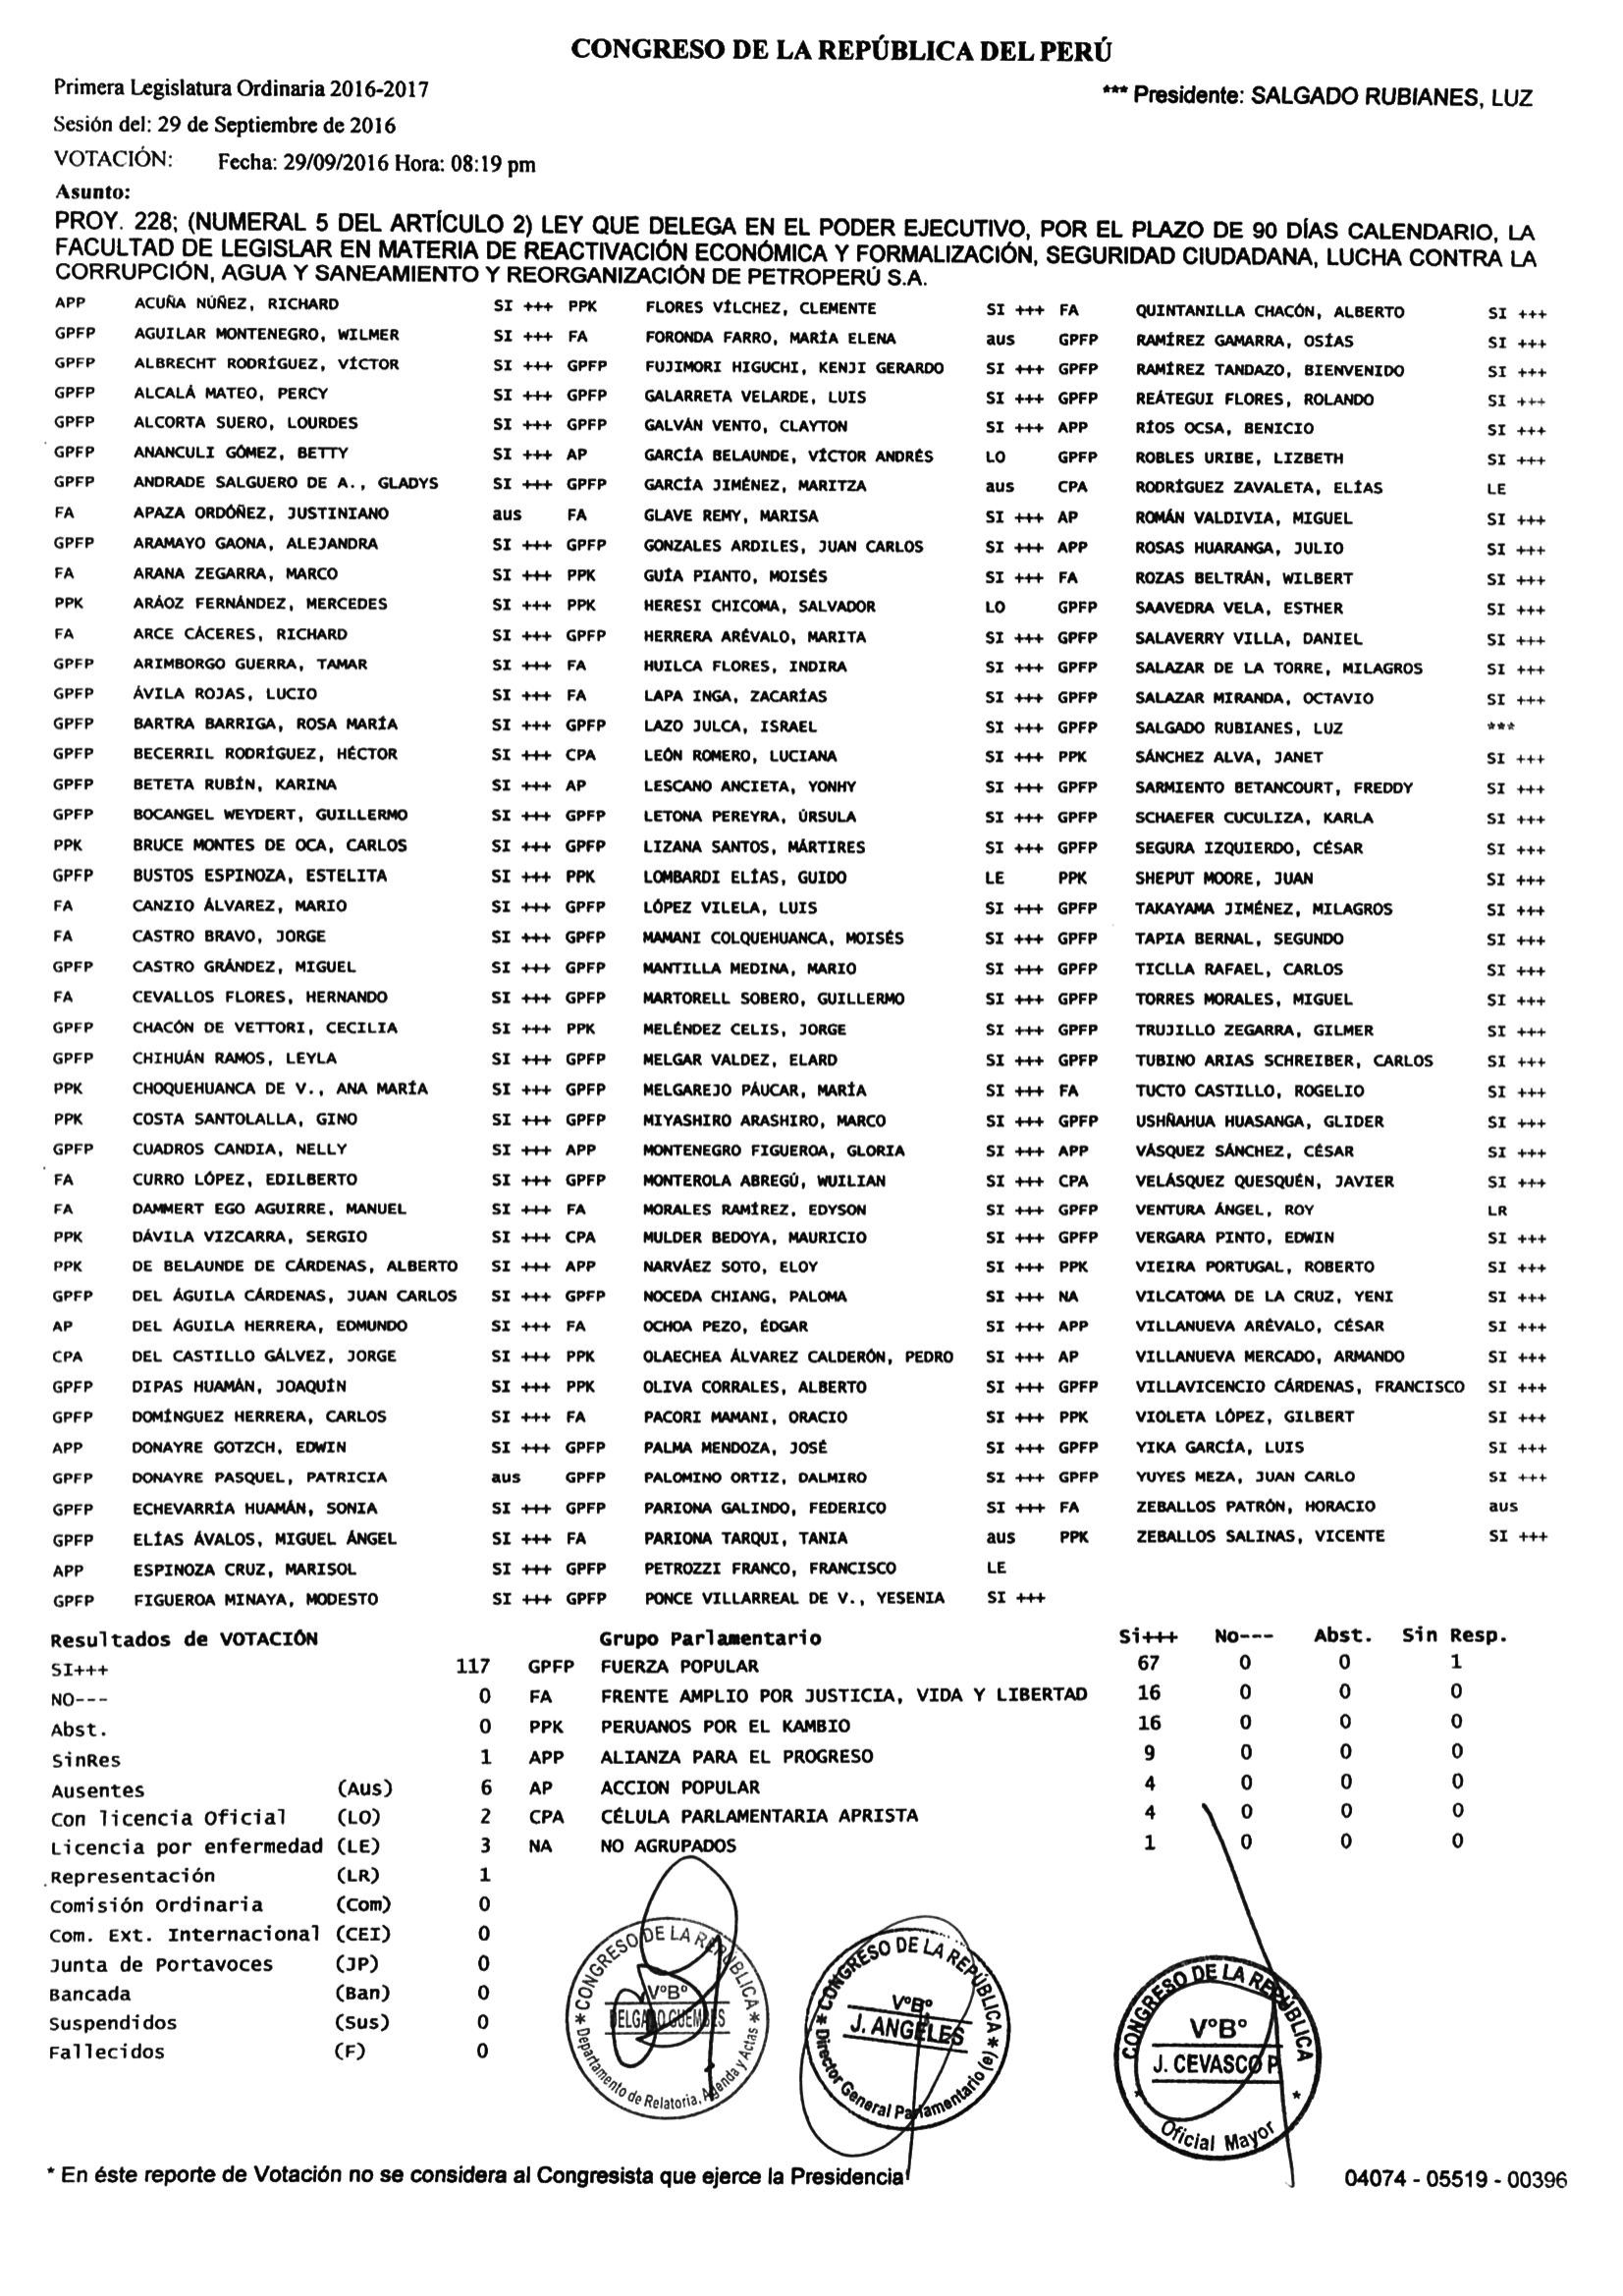 CONGRESO DE LA REPÚBLICA DEL PERÚ
Primera Legislatura Ordinaria 2016-2017
*** Presidente: SALGADO RUBIANES, LUZ
Sesión del: 29 de Septiembre de 2016
VOTACIÓN: Fecha: 29/09/2016 Hora: 08:19 pm
Asunto:
PROY. 228; (NUMERAL 5 DEL ARTÍCULO 2) LEY QUE DELEGA EN EL PODER EJECUTIVO, POR EL PLAZO DE 90 DÍAS CALENDARIO, LA
FACULTAD DE LEGISLAR EN MATERIA DE REACTIVACIÓN ECONÓMICA Y FORMALIZACIÓN, SEGURIDAD CIUDADANA, LUCHA CONTRA LA
CORRUPCIÓN, AGUA Y SANEAMIENTO Y REORGANIZACIÓN DE PETROPERÚ S.A.
APP ACUÑA NÚÑEZ, RICHARD SI +++ PPK FLORES VÍLCHEZ, CLEMENTE SI +++ FA QUINTANILLA CHACÓN, ALBERTO SI +++
GPFP AGUILAR MONTENEGRO, WILMER SI +++ FA FORONDA FARRO, MARÍA ELENA aus GPFP RAMÍREZ GAMARRA, OSÍAS SI +++
GPFP ALBRECHT RODRÍGUEZ, VÍCTOR SI +++ GPFP FUJIMORI HIGUCHI, KENJI GERARDO SI +++ GPFP RAMÍREZ TANDAZO, BIENVENIDO SI +++
GPFP ALCALÁ MATEO, PERCY SI +++ GPFP GALARRETA VELARDE, LUIS SI +++ GPFP REÁTEGUI FLORES, ROLANDO SI +++
GPFP ALCORTA SUERO, LOURDES SI +++ GPFP GALVÁN VENTO, CLAYTON SI +++ APP RÍOS OCSA, BENICIO SI +++
GPFP ANANCULI GÓMEZ, BETTY SI +++ AP GARCÍA BELAUNDE, VÍCTOR ANDRÉS LO GPFP ROBLES URIBE, LIZBETH SI +++
GPFP ANDRADE SALGUERO DE A., GLADYS SI +++ GPFP GARCÍA JIMÉNEZ, MARITZA aus CPA RODRÍGUEZ ZAVALETA, ELÍAS LE
FA APAZA ORDÓÑEZ, JUSTINIANO aus FA GLAVE REMY, MARISA SI +++ AP ROMÁN VALDIVIA, MIGUEL SI +++
GPFP ARAMAYO GAONA, ALEJANDRA SI +++ GPFP GONZALES ARDILES, JUAN CARLOS SI +++ APP ROSAS HUARANGA, JULIO SI +++
FA ARANA ZEGARRA, MARCO SI +++ PPK GUÍA PIANTO, MOISÉS SI +++ FA ROZAS BELTRÁN, WILBERT SI +++
PPK ARÁOZ FERNÁNDEZ, MERCEDES SI +++ PPK HERESI CHICOMA, SALVADOR LO GPFP SAAVEDRA VELA, ESTHER SI +++
FA ARCE CÁCERES, RICHARD SI +++ GPFP HERRERA ARÉVALO, MARITA SI +++ GPFP SALAVERRY VILLA, DANIEL SI +++
GPFP ARIMBORGO GUERRA, TAMAR SI +++ FA HUILCA FLORES, INDIRA SI +++ GPFP SALAZAR DE LA TORRE, MILAGROS SI +++
GPFP ÁVILA ROJAS, LUCIO SI +++ FA LAPA INGA, ZACARÍAS SI +++ GPFP SALAZAR MIRANDA, OCTAVIO SI +++
GPFP BARTRA BARRIGA, ROSA MARÍA SI +++ GPFP LAZO JULCA, ISRAEL SI +++ GPFP SALGADO RUBIANES, LUZ ***
GPFP BECERRIL RODRÍGUEZ, HÉCTOR SI +++ CPA LEÓN ROMERO, LUCIANA SI +++ PPK SÁNCHEZ ALVA, JANET SI +++
GPFP BETETA RUBÍN, KARINA SI +++ AP LESCANO ANCIETA, YONHY SI +++ GPFP SARMIENTO BETANCOURT, FREDDY SI +++
GPFP BOCANGEL WEYDERT, GUILLERMO SI +++ GPFP LETONA PEREYRA, ÚRSULA SI +++ GPFP SCHAEFER CUCULIZA, KARLA SI +++
PPK BRUCE MONTES DE OCA, CARLOS SI +++ GPFP LIZANA SANTOS, MÁRTIRES SI +++ GPFP SEGURA IZQUIERDO, CÉSAR SI +++
GPFP BUSTOS ESPINOZA, ESTELITA SI +++ PPK LOMBARDI ELÍAS, GUIDO LE PPK SHEPUT MOORE, JUAN SI +++
FA CANZIO ÁLVAREZ, MARIO SI +++ GPFP LÓPEZ VILELA, LUIS SI +++ GPFP TAKAYAMA JIMÉNEZ, MILAGROS SI +++
FA CASTRO BRAVO, JORGE SI +++ GPFP MAMANI COLQUEHUANCA, MOISÉS SI +++ GPFP TAPIA BERNAL, SEGUNDO SI +++
GPFP CASTRO GRÁNDEZ, MIGUEL SI +++ GPFP MANTILLA MEDINA, MARIO SI +++ GPFP TICLLA RAFAEL, CARLOS SI +++
FA CEVALLOS FLORES, HERNANDO SI +++ GPFP MARTORELL SOBERO, GUILLERMO SI +++ GPFP TORRES MORALES, MIGUEL SI +++
GPFP CHACÓN DE VETTORI, CECILIA SI +++ PPK MELÉNDEZ CELIS, JORGE SI +++ GPFP TRUJILLO ZEGARRA, GILMER SI +++
GPFP CHIHUÁN RAMOS, LEYLA SI +++ GPFP MELGAR VALDEZ, ELARD SI +++ GPFP TUBINO ARIAS SCHREIBER, CARLOS SI +++
PPK CHOQUEHUANCA DE V., ANA MARÍA SI +++ GPFP MELGAREJO PÁUCAR, MARÍA SI +++ FA TUCTO CASTILLO, ROGELIO SI +++
PPK COSTA SANTOLALLA, GINO SI +++ GPFP MIYASHIRO ARASHIRO, MARCO SI +++ GPFP USHÑAHUA HUASANGA, GLIDER SI +++
GPFP CUADROS CANDIA, NELLY SI +++ APP MONTENEGRO FIGUEROA, GLORIA SI +++ APP VÁSQUEZ SÁNCHEZ, CÉSAR SI +++
FA CURRO LÓPEZ, EDILBERTO SI +++ GPFP MONTEROLA ABREGÚ, WUILIAN SI +++ CPA VELÁSQUEZ QUESQUÉN, JAVIER SI +++
FA DAMMERT EGO AGUIRRE, MANUEL SI +++ FA MORALES RAMÍREZ, EDYSON SI +++ GPFP VENTURA ÁNGEL, ROY LR
PPK DÁVILA VIZCARRA, SERGIO SI +++ CPA MULDER BEDOYA, MAURICIO SI +++ GPFP VERGARA PINTO, EDWIN SI +++
PPK DE BELAUNDE DE CÁRDENAS, ALBERTO SI +++ APP NARVÁEZ SOTO, ELOY SI +++ PPK VIEIRA PORTUGAL, ROBERTO SI +++
GPFP DEL ÁGUILA CÁRDENAS, JUAN CARLOS SI +++ GPFP NOCEDA CHIANG, PALOMA SI +++ NA VILCATOMA DE LA CRUZ, YENI SI +++
AP DEL ÁGUILA HERRERA, EDMUNDO SI +++ FA OCHOA PEZO, ÉDGAR SI +++ APP VILLANUEVA ARÉVALO, CÉSAR SI +++
CPA DEL CASTILLO GÁLVEZ, JORGE SI +++ PPK OLAECHEA ÁLVAREZ CALDERÓN, PEDRO SI +++ AP VILLANUEVA MERCADO, ARMANDO SI +++
GPFP DIPAS HUAMÁN, JOAQUÍN SI +++ PPK OLIVA CORRALES, ALBERTO SI +++ GPFP VILLAVICENCIO CÁRDENAS, FRANCISCO SI +++
GPFP DOMÍNGUEZ HERRERA, CARLOS SI +++ FA PACORI MAMANI, ORACIO SI +++ PPK VIOLETA LÓPEZ, GILBERT SI +++
APP DONAYRE GOTZCH, EDWIN SI +++ GPFP PALMA MENDOZA, JOSÉ SI +++ GPFP YIKA GARCÍA, LUIS SI +++
GPFP DONAYRE PASQUEL, PATRICIA aus GPFP PALOMINO ORTIZ, DALMIRO SI +++ GPFP YUYES MEZA, JUAN CARLO SI +++
GPFP ECHEVARRÍA HUAMÁN, SONIA SI +++ GPFP PARIONA GALINDO, FEDERICO SI +++ FA ZEBALLOS PATRÓN, HORACIO aus
GPFP ELÍAS ÁVALOS, MIGUEL ÁNGEL SI +++ FA PARIONA TARQUI, TANIA aus PPK ZEBALLOS SALINAS, VICENTE SI +++
APP ESPINOZA CRUZ, MARISOL SI +++ GPFP PETROZZI FRANCO, FRANCISCO LE
GPFP FIGUEROA MINAYA, MODESTO SI +++ GPFP PONCE VILLARREAL DE V., YESENIA SI +++
Resultados de VOTACIÓN Grupo Parlamentario Si+++ No--- Abst. Sin Resp.
SI+++ 117 GPFP FUERZA POPULAR 67 0 0 1
NO--- 0 FA FRENTE AMPLIO POR JUSTICIA, VIDA Y LIBERTAD 16 0 0 0
Abst. 0 PPK PERUANOS POR EL KAMBIO 16 0 0 0
SinRes 1 APP ALIANZA PARA EL PROGRESO 9 0 0 0
Ausentes (Aus) 6 AP ACCION POPULAR 4 0 0 0
Con licencia Oficial (LO) 2 CPA CÉLULA PARLAMENTARIA APRISTA 4 0 0 0
Licencia por enfermedad (LE) 3 NA NO AGRUPADOS 1 0 0 0
Representación (LR) 1
Comisión Ordinaria (Com) 0
Com. Ext. Internacional (CEI) 0
Junta de Portavoces (JP) 0
Bancada (Ban) 0
Suspendidos (Sus) 0
Fallecidos (F) 0
* CONGRESO DE LA REPÚBLICA *
V°B°
DELGADO GUEMBES
Departamento de Relatoria, Agenda y Actas
* CONGRESO DE LA REPÚBLICA *
V°B°
J. ANGELES
Director General Parlamentario (e)
CONGRESO DE LA REPÚBLICA
V°B°
J. CEVASCO P.
* Oficial Mayor *
* En éste reporte de Votación no se considera al Congresista que ejerce la Presidencia
04074 - 05519 - 00396